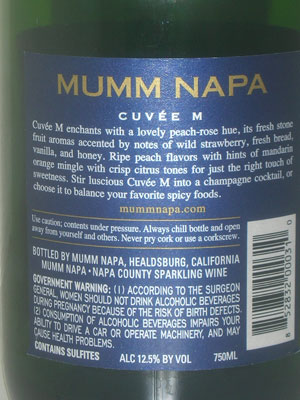 MUMM NAPA
CUVÉE M
Cuvée M enchants with a lovely peach-rose hue, its fresh stone
fruit aromas accented by notes of wild strawberry, fresh bread,
vanilla, and honey. Ripe peach flavors with hints of mandarin
orange mingle with crisp citrus tones for just the right touch of
sweetness. Stir luscious Cuvée M into a champagne cocktail, or
choose it to balance your favorite spicy foods.
mummnapa.com
Use caution; contents under pressure. Always chill bottle and open
away from yourself and others. Never pry cork or use a corkscrew.
BOTTLED BY MUMM NAPA, HEALDSBURG, CALIFORNIA
MUMM NAPA • NAPA COUNTY SPARKLING WINE
GOVERNMENT WARNING: (1) ACCORDING TO THE SURGEON
GENERAL, WOMEN SHOULD NOT DRINK ALCOHOLIC BEVERAGES
DURING PREGNANCY BECAUSE OF THE RISK OF BIRTH DEFECTS.
(2) CONSUMPTION OF ALCOHOLIC BEVERAGES IMPAIRS YOUR
ABILITY TO DRIVE A CAR OR OPERATE MACHINERY, AND MAY
CAUSE HEALTH PROBLEMS.
CONTAINS SULFITES
ALC 12.5% BY VOL
750ML
8 52832 00031 0